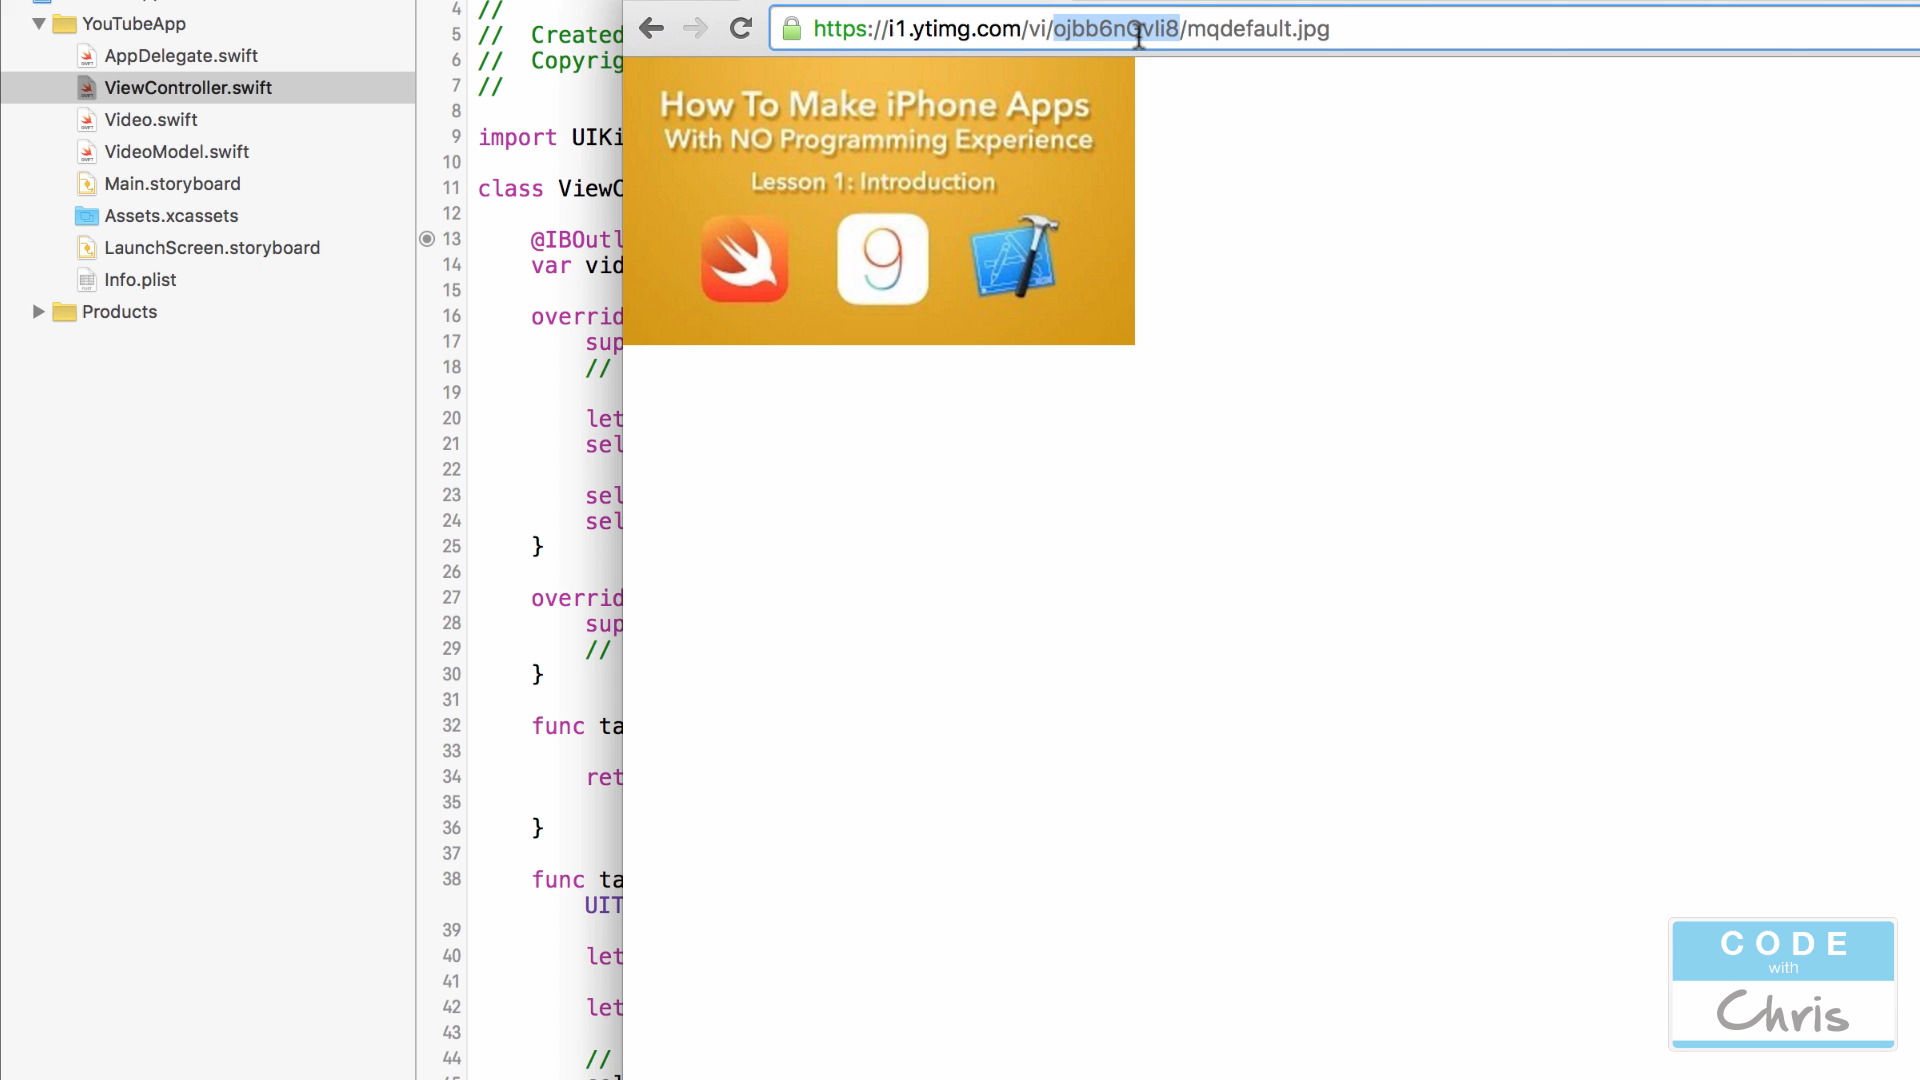 YouTubeApp
AppDelegate.swift
ViewController.swift
Video.swift
VideoModel.swift
Main.storyboard
Assets.xcassets
LaunchScreen.storyboard
Info.plist
Products
4 //
5 // Created
6 // Copyrig
7 //
8
9 import UIKi
10
11 class ViewC
12
13 @IBOutl
14 var vid
15
16 overrid
17 sup
18 //
19
20 let
21 sel
22
23 sel
24 sel
25 }
26
27 overrid
28 sup
29 //
30 }
31
32 func ta
33
34 ret
35
36 }
37
38 func ta
UIT
39
40 let
41
42 let
43
44 //
https://i1.ytimg.com/vi/ojbb6nQvIi8/mqdefault.jpg
How To Make iPhone Apps
With NO Programming Experience
Lesson 1: Introduction
9
CODE
with
Chris